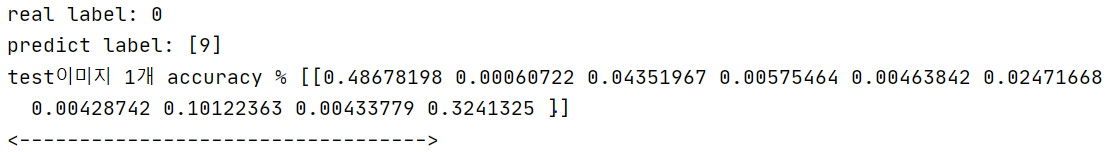 real label: 0
predict label: [9]
test이미지 1개 accuracy % [[0.48678198 0.00060722 0.04351967 0.00575464 0.00463842 0.02471668
0.00428742 0.10122363 0.00433779 0.3241325 ]]
<---------------------------------->